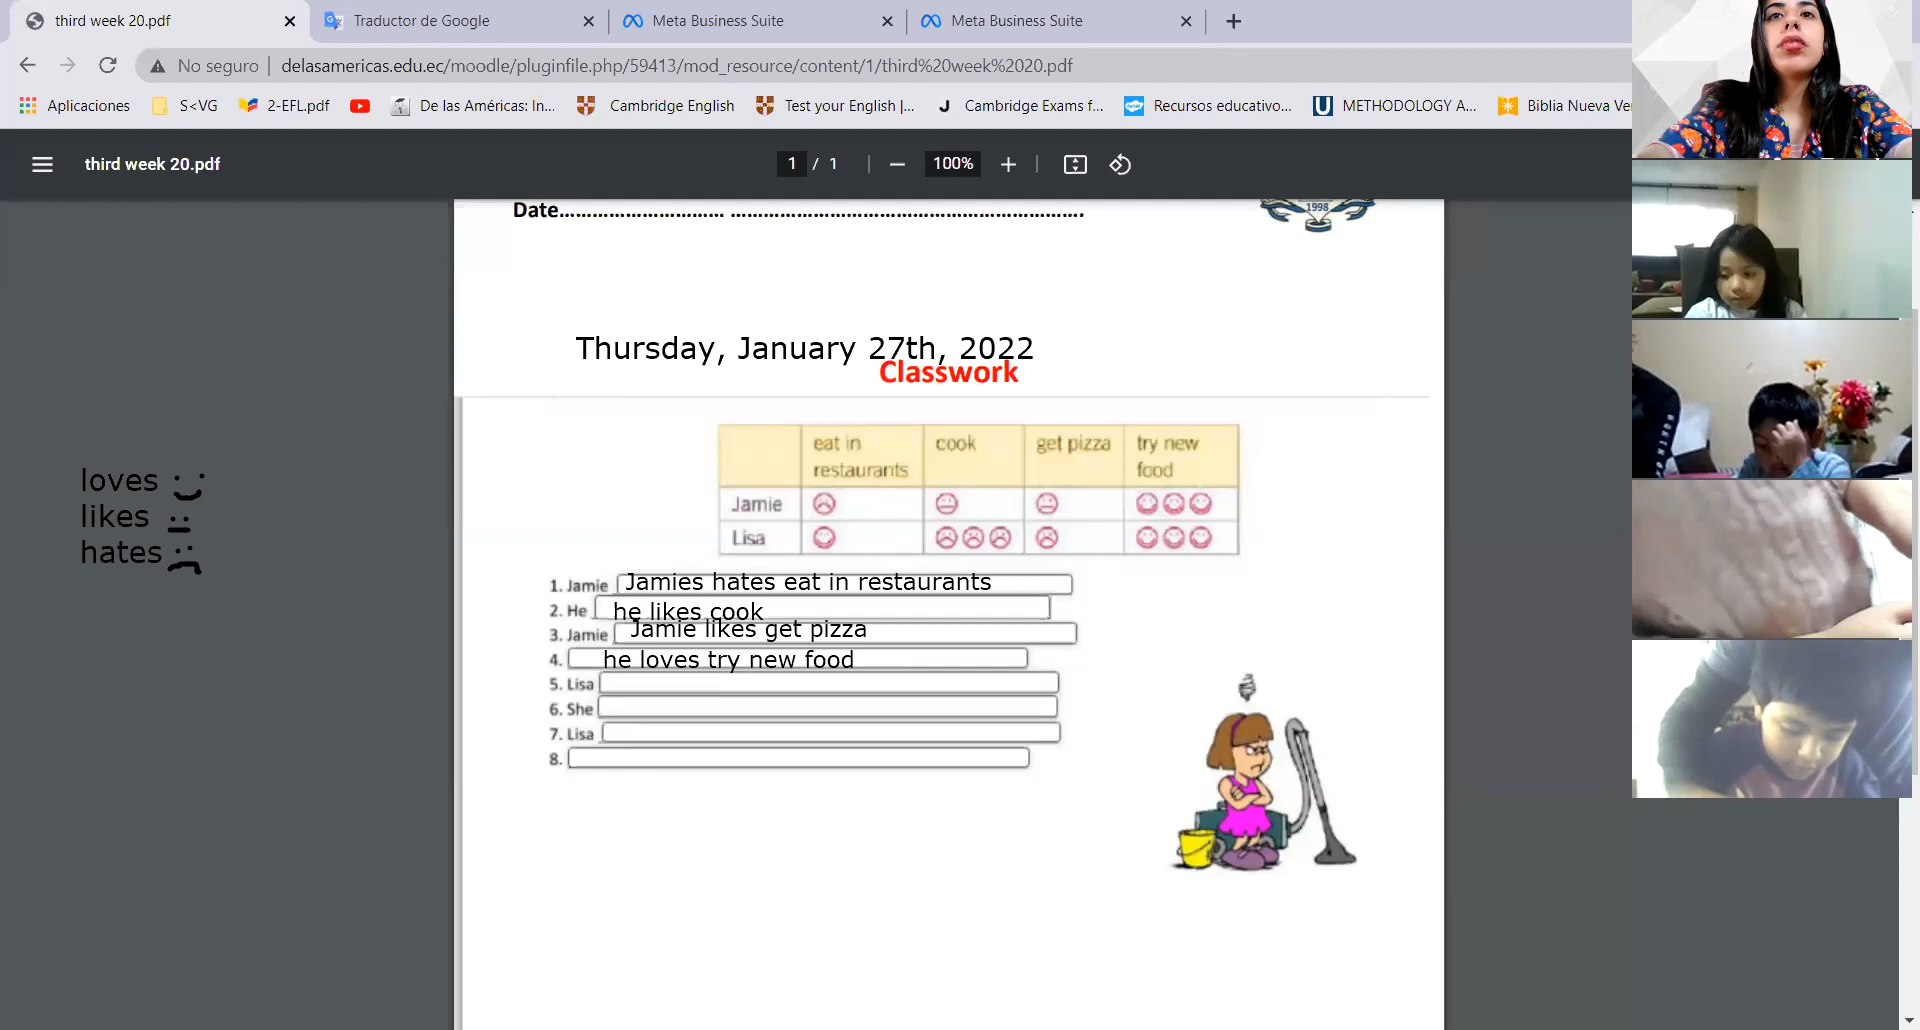 third week 20.pdf
Traductor de Google
Meta Business Suite
Meta Business Suite
No seguro
delasamericas.edu.ec/moodle/pluginfile.php/59413/mod_resource/content/1/third%20week%2020.pdf
Aplicaciones
S<VG
2-EFL.pdf
De las Américas: In...
Cambridge English
Test your English |...
Cambridge Exams f...
Recursos educativo...
METHODOLOGY A...
Biblia Nueva Ver
third week 20.pdf
1 / 1
100%
Date………………………… ……………………………………………………….
1998
Thursday, January 27th, 2022
Classwork
eat in restaurants cook get pizza try new food
Jamie
Lisa
loves
likes
hates
1. Jamie Jamies hates eat in restaurants
2. He he likes cook
3. Jamie Jamie likes get pizza
4. he loves try new food
5. Lisa
6. She
7. Lisa
8.